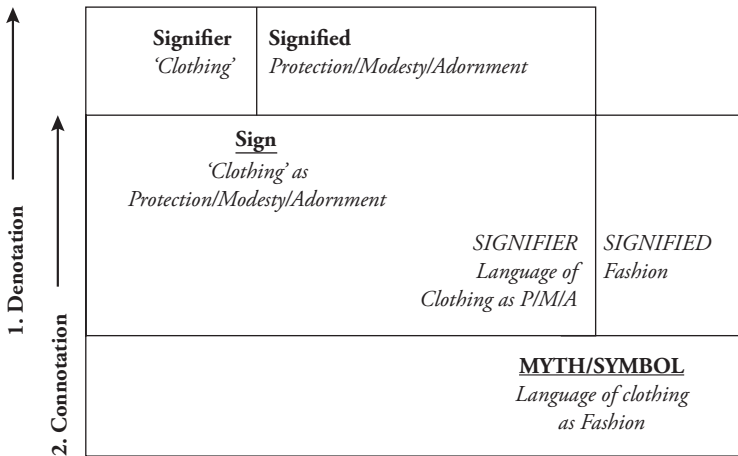 Signifier
‘Clothing’
Signified
Protection/Modesty/Adornment
Sign
‘Clothing’ as
Protection/Modesty/Adornment
SIGNIFIER
Language of
Clothing as P/M/A
SIGNIFIED
Fashion
MYTH/SYMBOL
Language of clothing
as Fashion
1. Denotation
2. Connotation